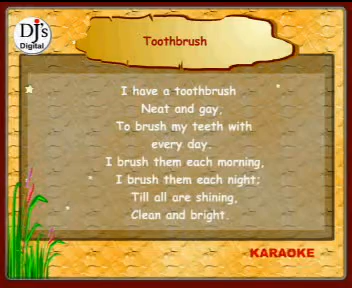 DJ's
Digital
Toothbrush
I have a toothbrush
Neat and gay,
To brush my teeth with
every day.
I brush them each morning,
I brush them each night;
Till all are shining,
Clean and bright.
KARAOKE